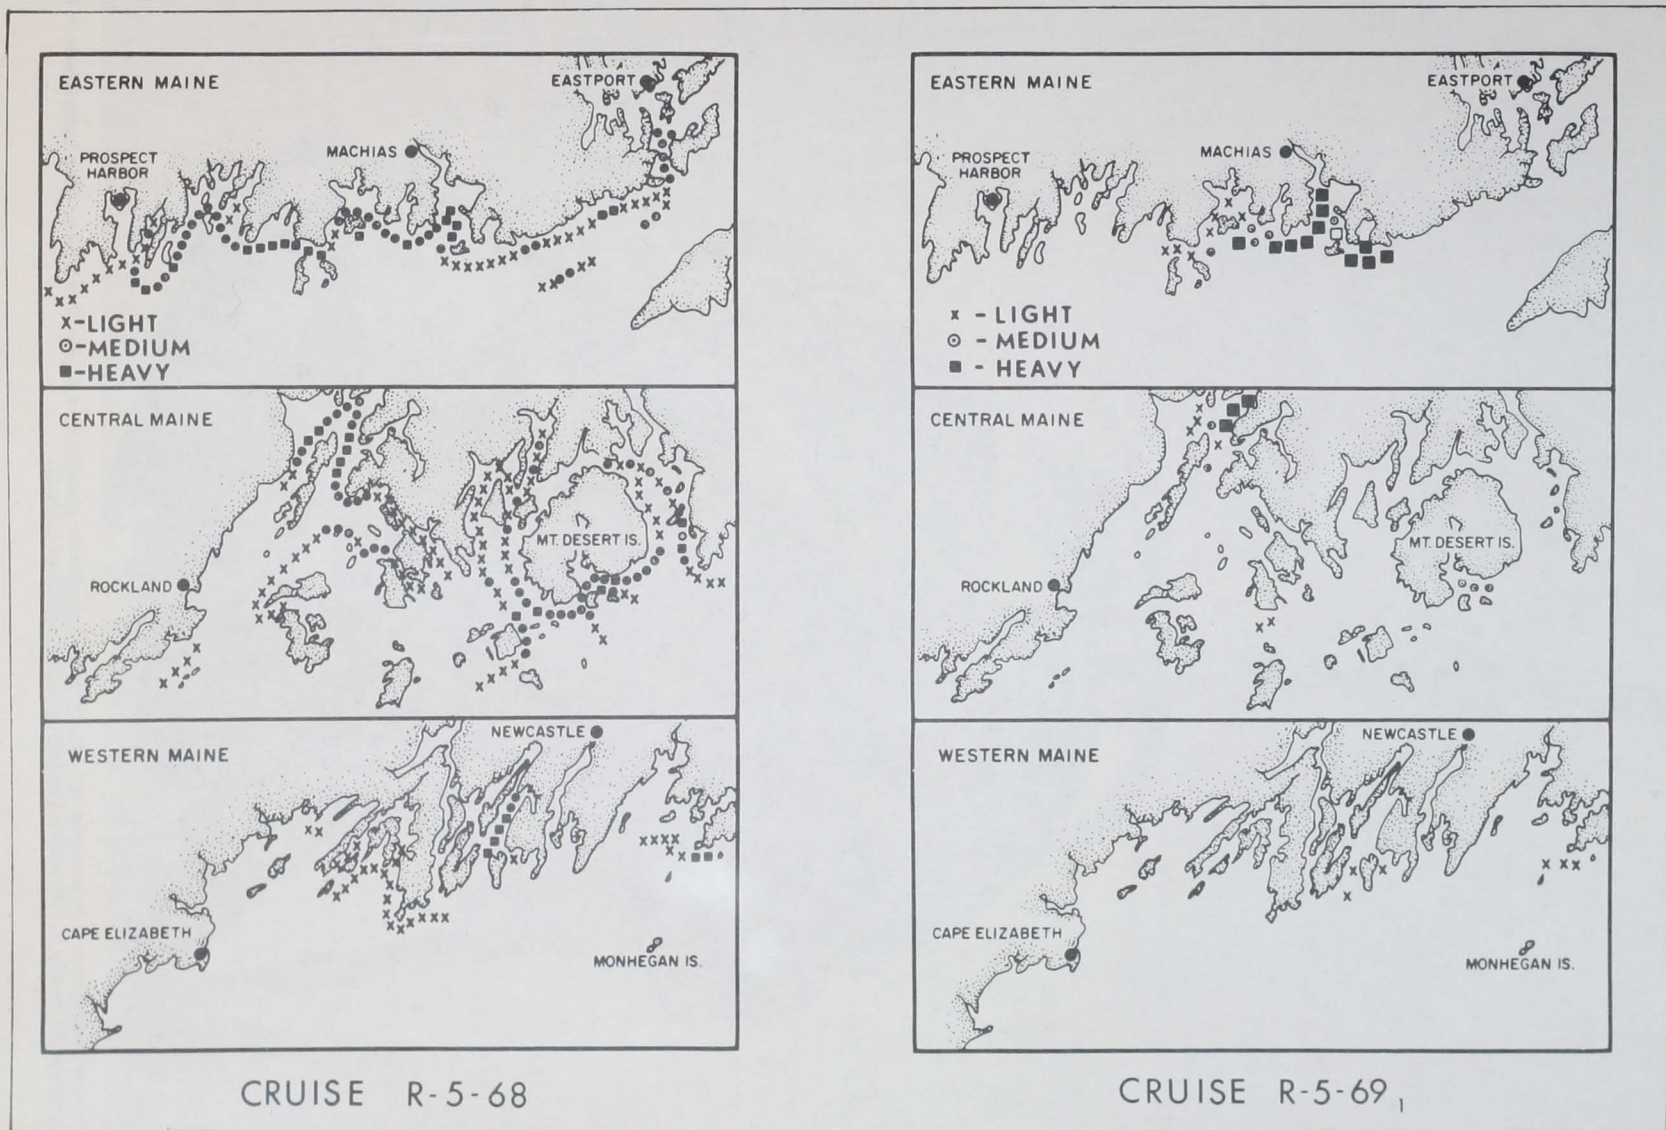 EASTERN MAINE
EASTPORT
MACHIAS
PROSPECT
HARBOR
x-LIGHT
⊙-MEDIUM
■-HEAVY
CENTRAL MAINE
MT. DESERT IS.
ROCKLAND
NEWCASTLE
WESTERN MAINE
CAPE ELIZABETH
MONHEGAN IS.
CRUISE R-5-68
EASTERN MAINE
EASTPORT
MACHIAS
PROSPECT
HARBOR
x - LIGHT
⊙ - MEDIUM
■ - HEAVY
CENTRAL MAINE
MT. DESERT IS.
ROCKLAND
NEWCASTLE
WESTERN MAINE
CAPE ELIZABETH
MONHEGAN IS.
CRUISE R-5-69